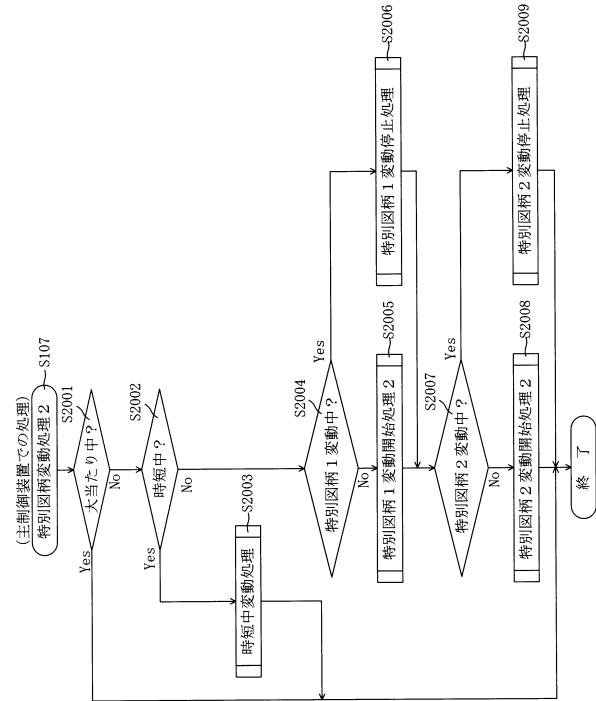 (主制御装置での処理)
特別図柄変動処理2
S107
大当たり中？
S2001
Yes
No
時短中？
S2002
Yes
No
時短中変動処理
S2003
特別図柄1変動中？
S2004
Yes
No
特別図柄1変動開始処理2
S2005
特別図柄1変動停止処理
S2006
特別図柄2変動中？
S2007
Yes
No
特別図柄2変動開始処理2
S2008
特別図柄2変動停止処理
S2009
終　了